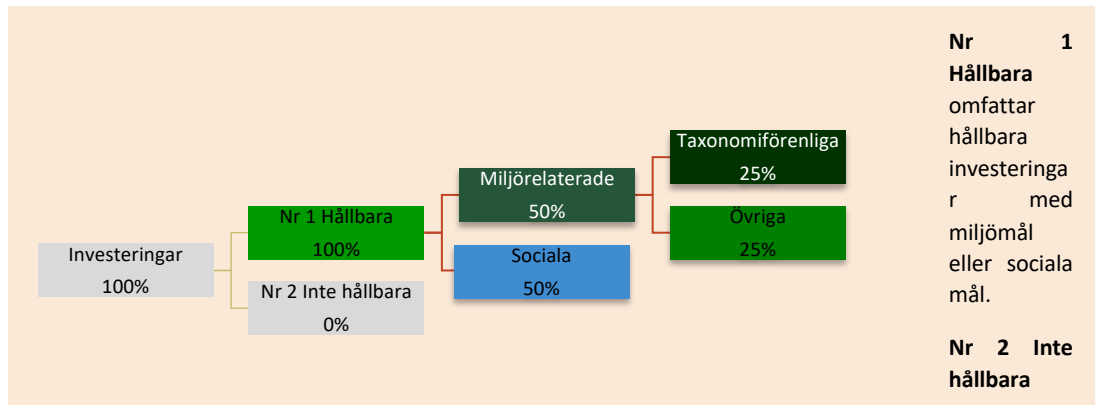 Investeringar
100%
Nr 1 Hållbara
100%
Nr 2 Inte hållbara
0%
Miljörelaterade
50%
Sociala
50%
Taxonomiförenliga
25%
Övriga
25%
Nr 1
Hållbara
omfattar
hållbara
investeringa
r med
miljömål
eller sociala
mål.
Nr 2 Inte
hållbara